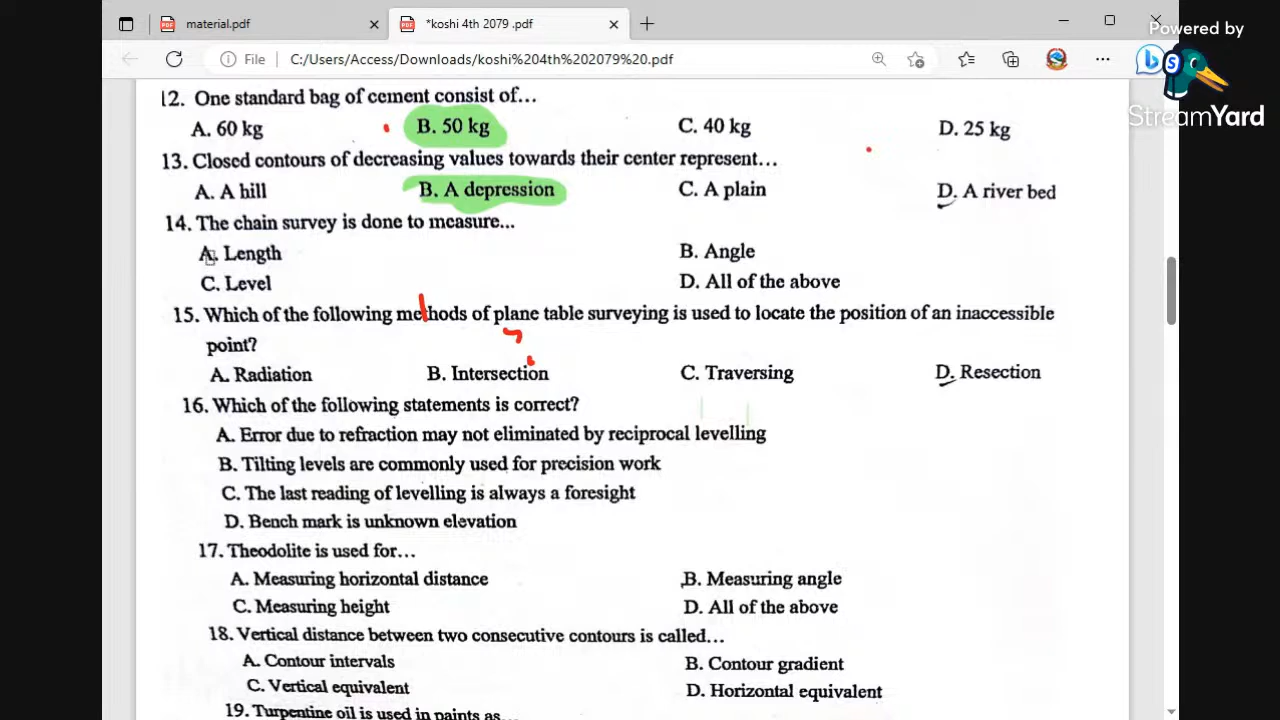 material.pdf
*koshi 4th 2079 .pdf
Powered by
StreamYard
File C:/Users/Access/Downloads/koshi%204th%202079%20.pdf
12. One standard bag of cement consist of...
A. 60 kg B. 50 kg C. 40 kg D. 25 kg
13. Closed contours of decreasing values towards their center represent...
A. A hill B. A depression C. A plain D. A river bed
14. The chain survey is done to measure...
A. Length B. Angle
C. Level D. All of the above
15. Which of the following methods of plane table surveying is used to locate the position of an inaccessible
point?
A. Radiation B. Intersection C. Traversing D. Resection
16. Which of the following statements is correct?
A. Error due to refraction may not eliminated by reciprocal levelling
B. Tilting levels are commonly used for precision work
C. The last reading of levelling is always a foresight
D. Bench mark is unknown elevation
17. Theodolite is used for...
A. Measuring horizontal distance B. Measuring angle
C. Measuring height D. All of the above
18. Vertical distance between two consecutive contours is called...
A. Contour intervals B. Contour gradient
C. Vertical equivalent D. Horizontal equivalent
19. Turpentine oil is used in paints as...